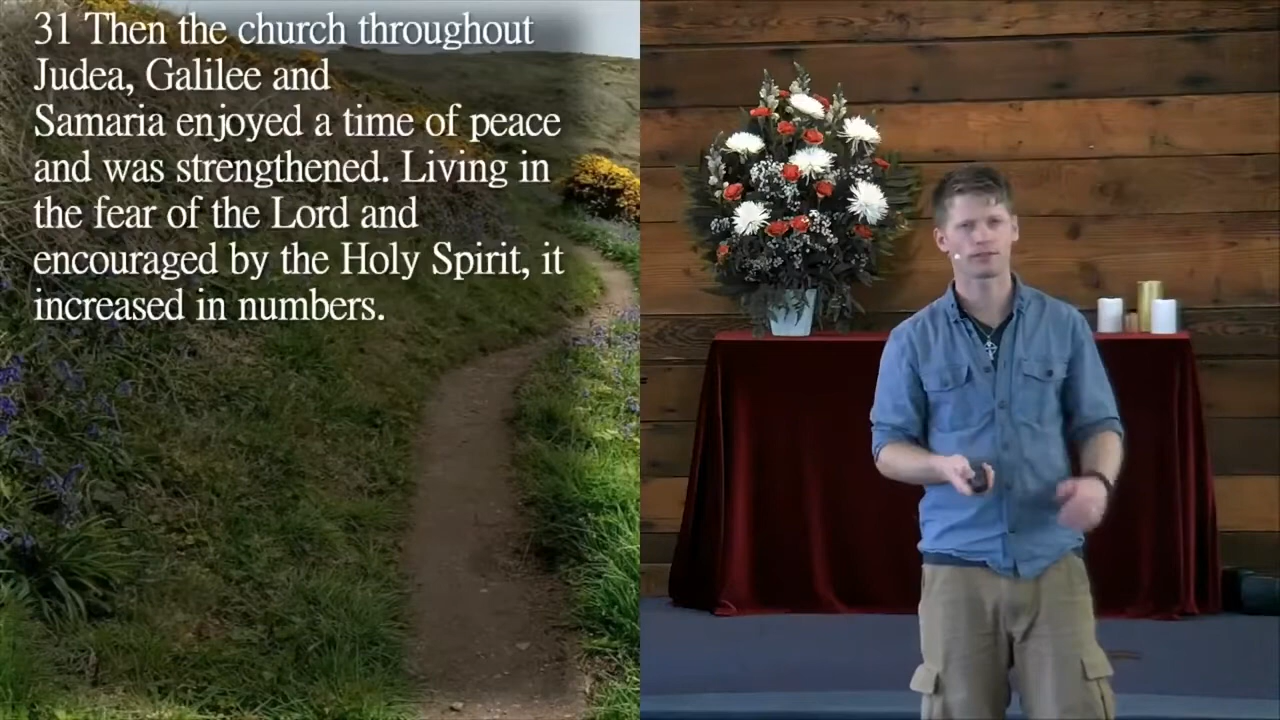 31 Then the church throughout
Judea, Galilee and
Samaria enjoyed a time of peace
and was strengthened. Living in
the fear of the Lord and
encouraged by the Holy Spirit, it
increased in numbers.